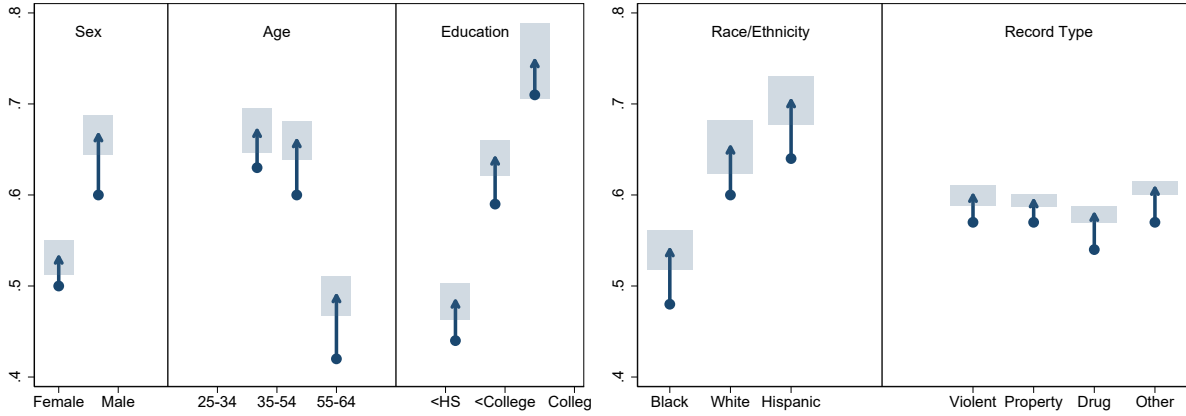 Sex Age Education
.8
.7
.6
.5
.4
Female Male 25-34 35-54 55-64 <HS <College Colleg
Race/Ethnicity Record Type
.8
.7
.6
.5
.4
Black White Hispanic Violent Property Drug Other